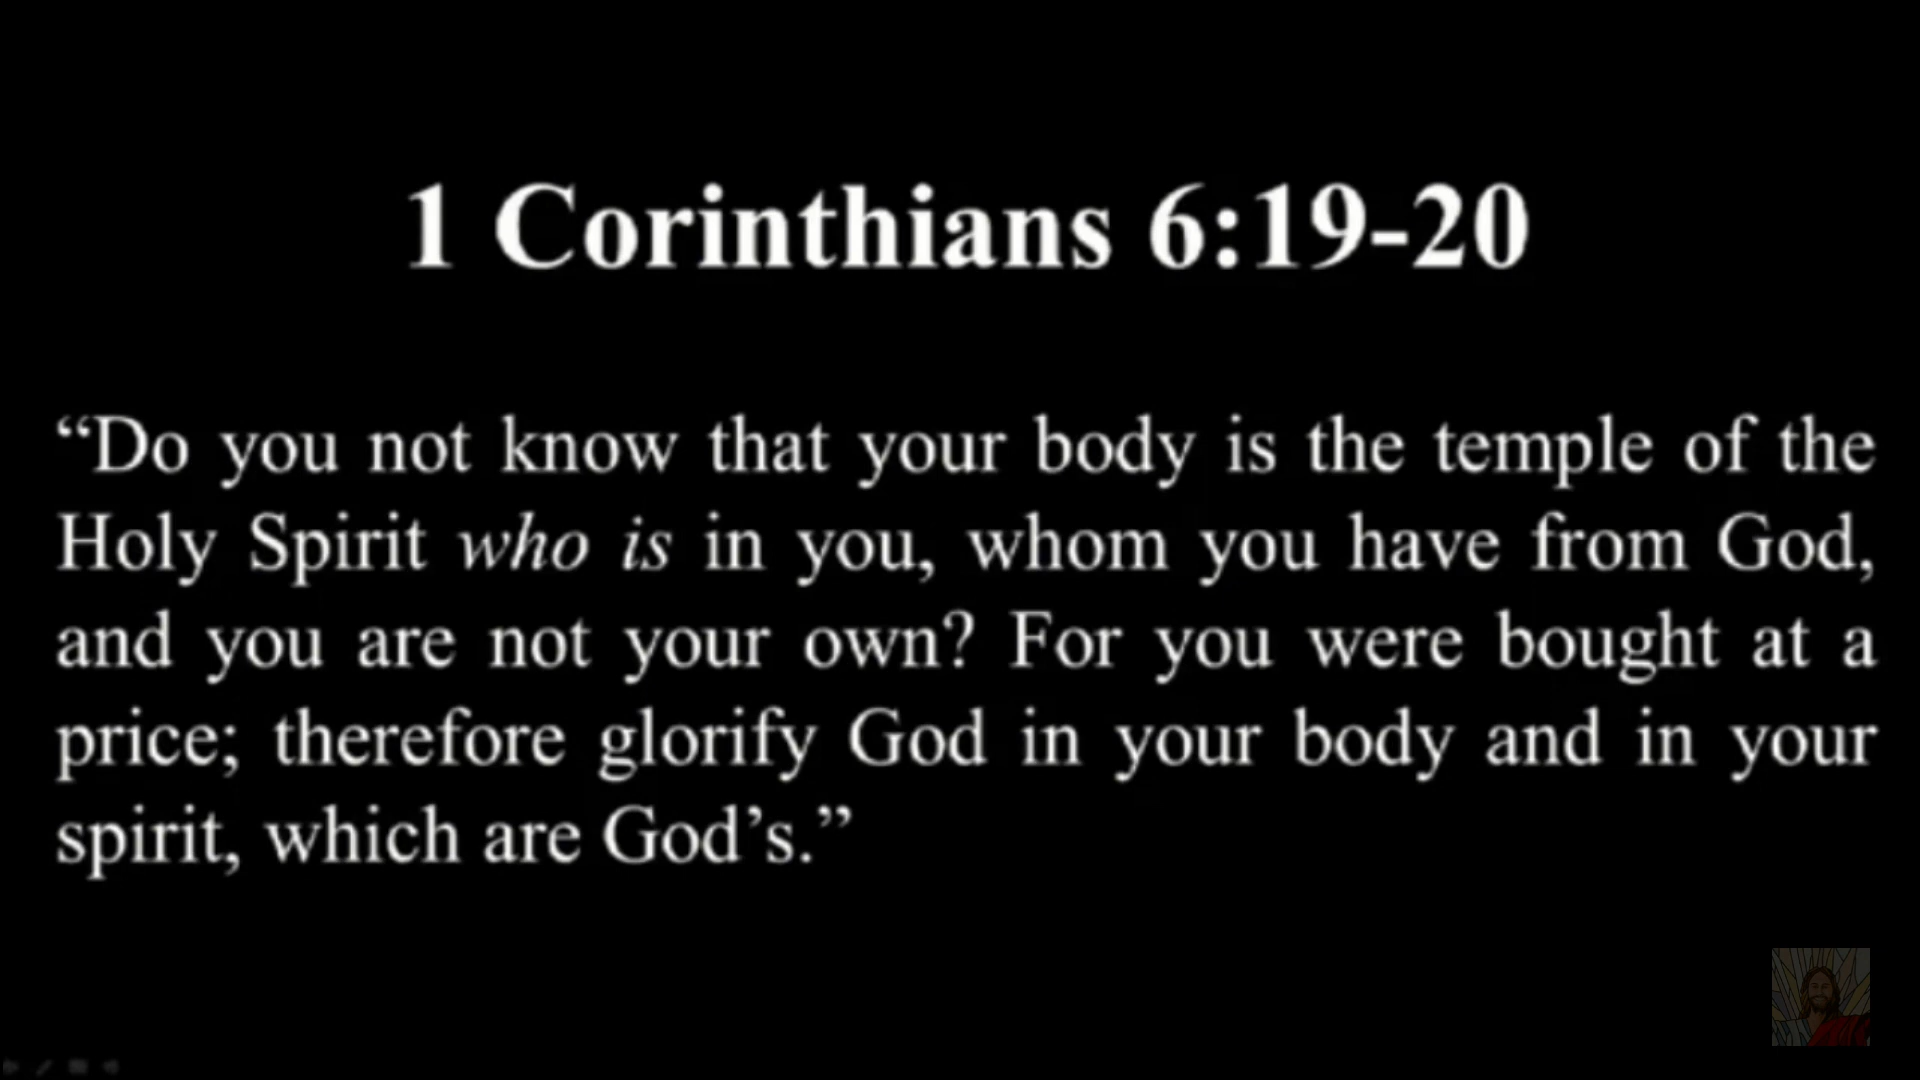 1 Corinthians 6:19-20
“Do you not know that your body is the temple of the
Holy Spirit who is in you, whom you have from God,
and you are not your own? For you were bought at a
price; therefore glorify God in your body and in your
spirit, which are God’s.”